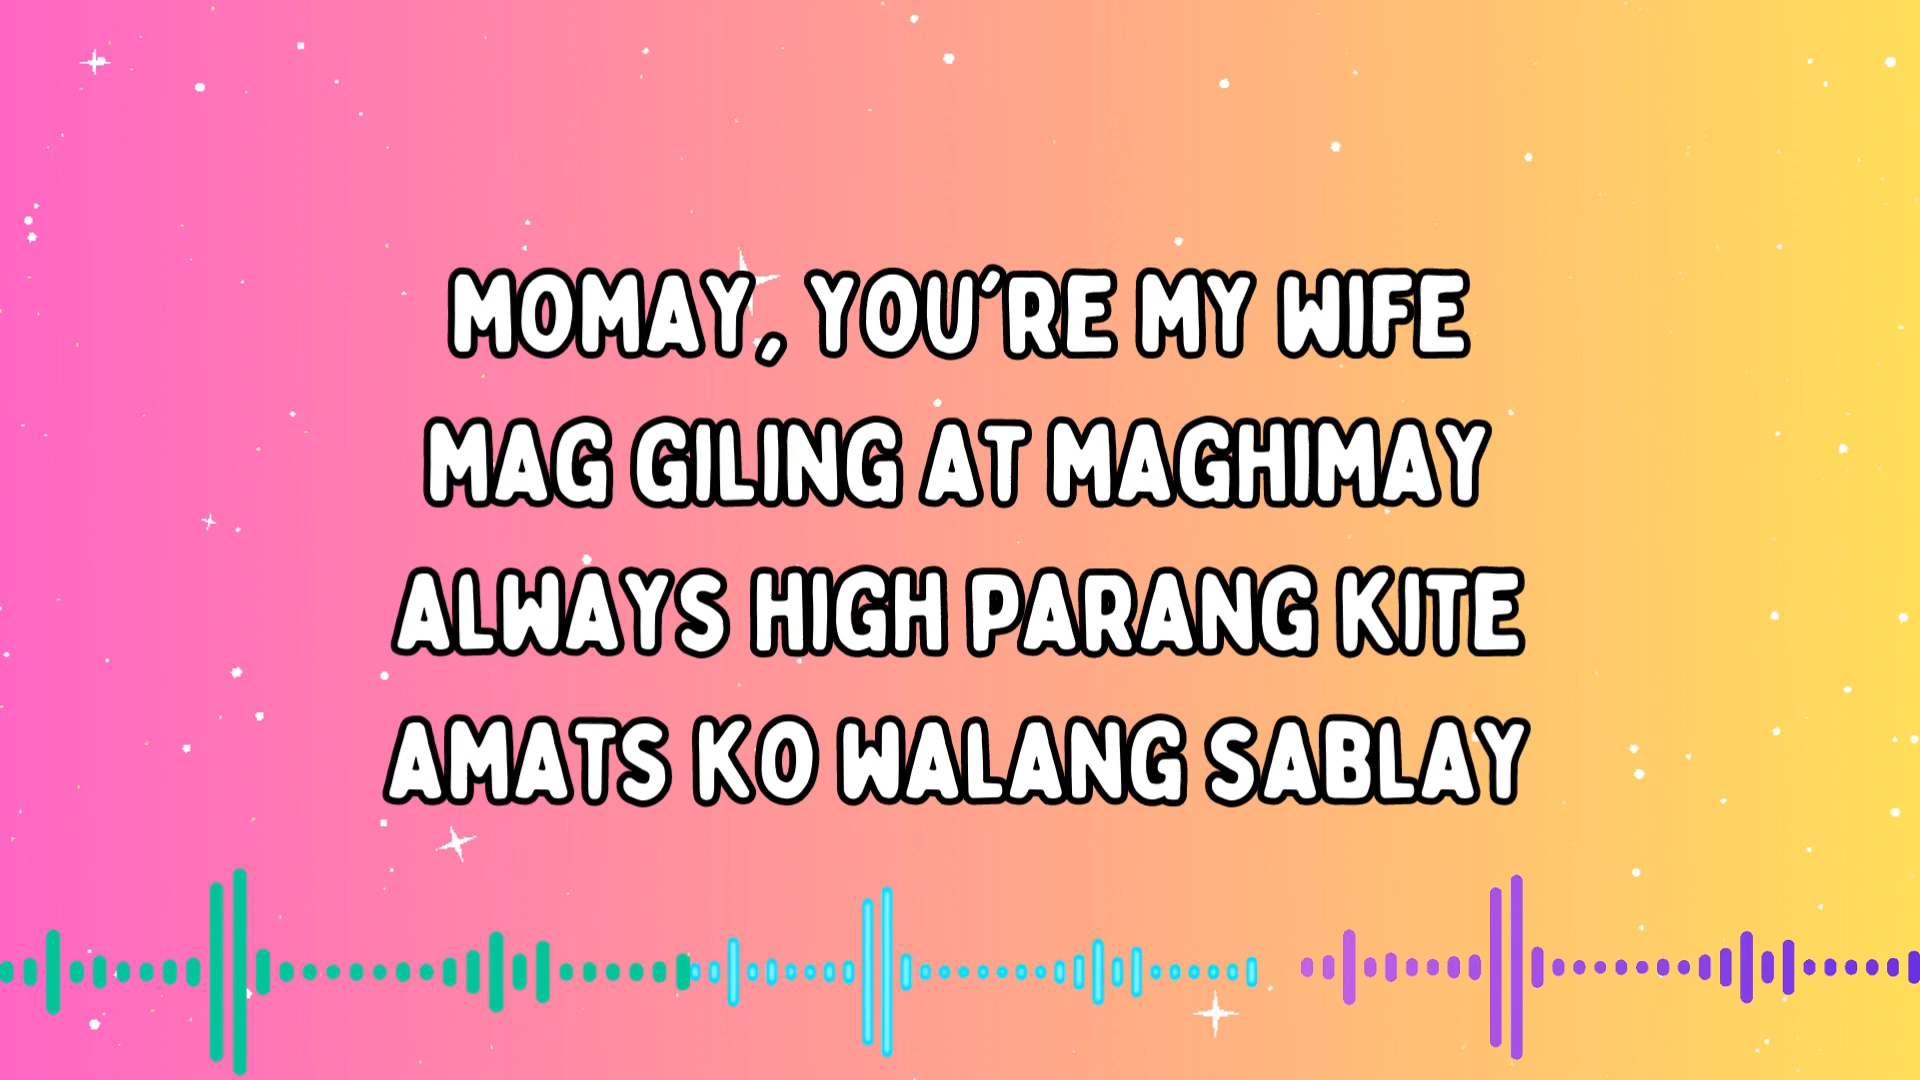 MOMAY, YOU'RE MY WIFE
MAG GILING AT MAGHIMAY
ALWAYS HIGH PARANG KITE
AMATS KO WALANG SABLAY